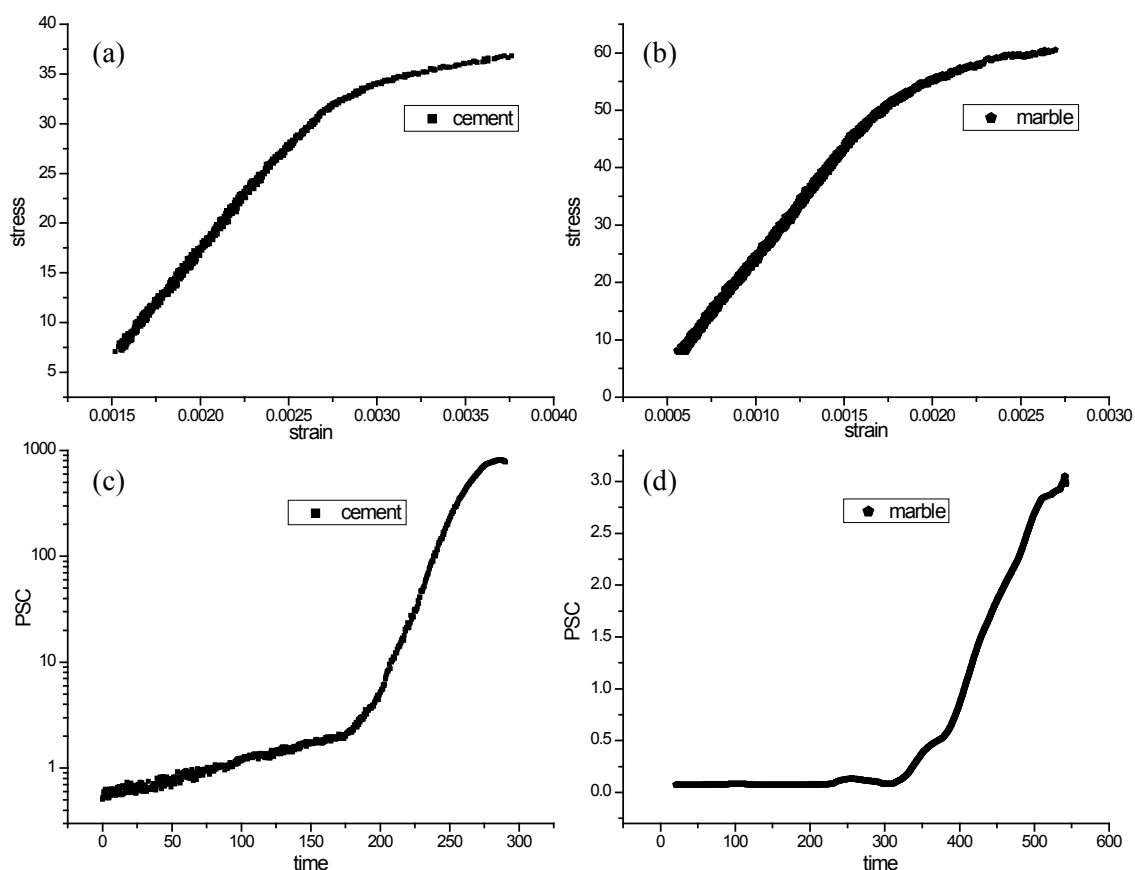 (a)
cement
stress
40
35
30
25
20
15
10
5
0.0015 0.0020 0.0025 0.0030 0.0035 0.0040
strain
(b)
marble
stress
60
50
40
30
20
10
0
0.0005 0.0010 0.0015 0.0020 0.0025 0.0030
strain
(c)
cement
PSC
1000
100
10
1
0 50 100 150 200 250 300
time
(d)
marble
PSC
3.0
2.5
2.0
1.5
1.0
0.5
0.0
0 100 200 300 400 500 600
time